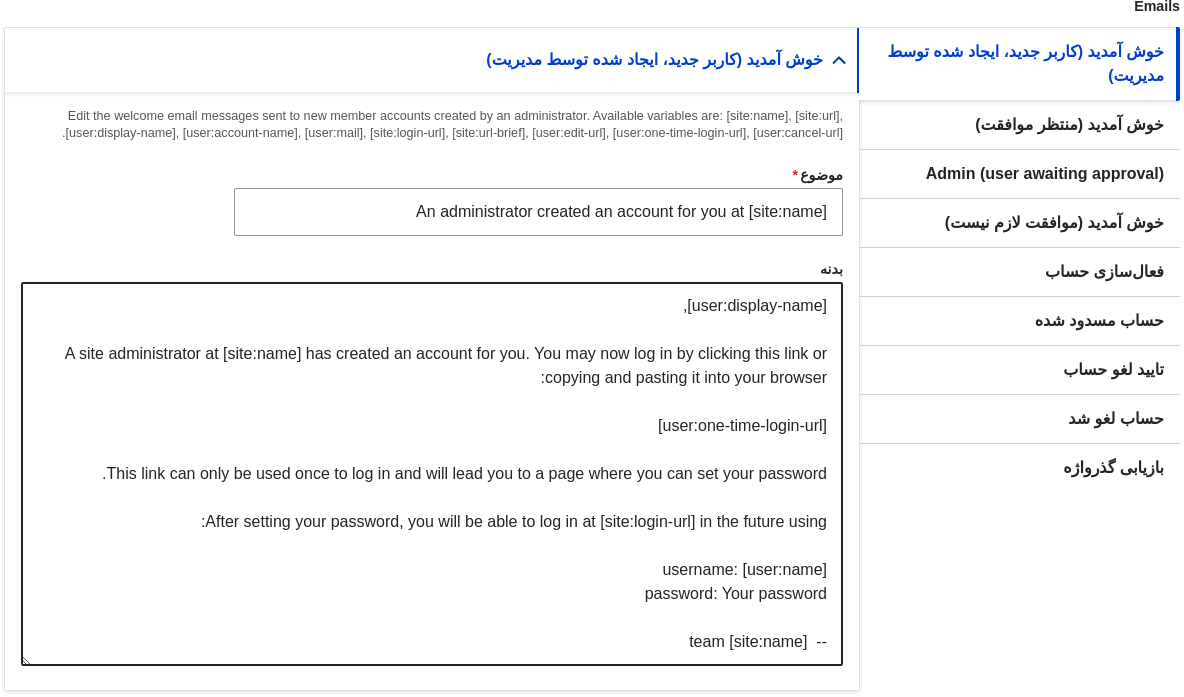 Emails
خوش آمدید (کاربر جدید، ایجاد شده توسط
مدیریت)
خوش آمدید (منتظر موافقت)
Admin (user awaiting approval)
خوش آمدید (موافقت لازم نیست)
فعال‌سازی حساب
حساب مسدود شده
تایید لغو حساب
حساب لغو شد
بازیابی گذرواژه
خوش آمدید (کاربر جدید، ایجاد شده توسط مدیریت)
Edit the welcome email messages sent to new member accounts created by an administrator. Available variables are: [site:name], [site:url],
[user:display-name], [user:account-name], [user:mail], [site:login-url], [site:url-brief], [user:edit-url], [user:one-time-login-url], [user:cancel-url].
موضوع *
An administrator created an account for you at [site:name]
بدنه
[user:display-name],
A site administrator at [site:name] has created an account for you. You may now log in by clicking this link or
copying and pasting it into your browser:
[user:one-time-login-url]
This link can only be used once to log in and will lead you to a page where you can set your password.
After setting your password, you will be able to log in at [site:login-url] in the future using:
username: [user:name]
password: Your password
--  [site:name] team